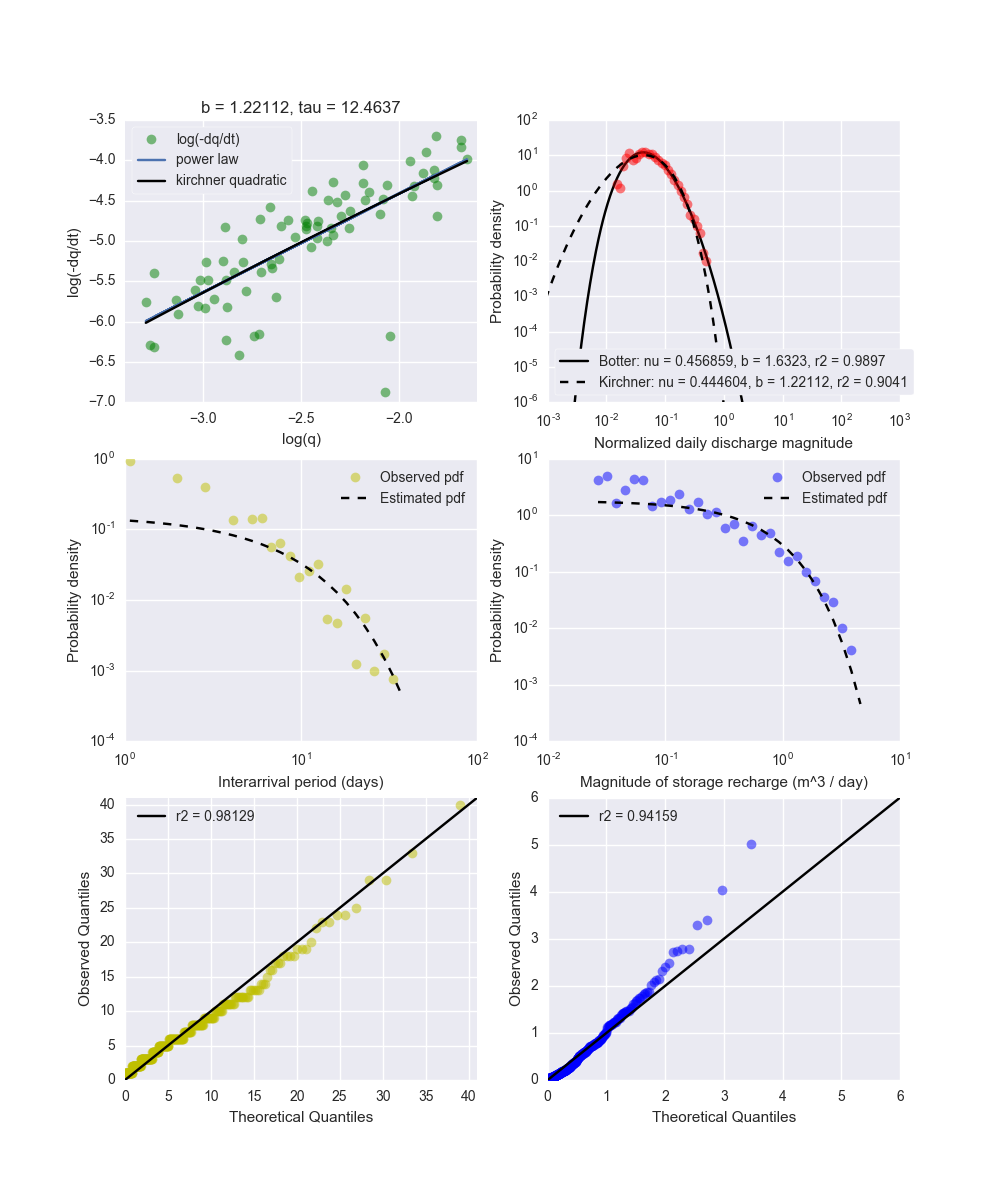 b = 1.22112, tau = 12.4637
log(-dq/dt)
power law
kirchner quadratic
−3.5
−4.0
−4.5
−5.0
−5.5
−6.0
−6.5
−7.0
log(-dq/dt)
−3.0 −2.5 −2.0
log(q)
10^2
10^1
10^0
10^-1
10^-2
10^-3
10^-4
10^-5
10^-6
Probability density
Botter: nu = 0.456859, b = 1.6323, r2 = 0.9897
Kirchner: nu = 0.444604, b = 1.22112, r2 = 0.9041
10^-3 10^-2 10^-1 10^0 10^1 10^2 10^3
Normalized daily discharge magnitude
10^0
10^-1
10^-2
10^-3
10^-4
Probability density
Observed pdf
Estimated pdf
10^0 10^1 10^2
Interarrival period (days)
10^1
10^0
10^-1
10^-2
10^-3
10^-4
Probability density
Observed pdf
Estimated pdf
10^-2 10^-1 10^0 10^1
Magnitude of storage recharge (m^3 / day)
40
35
30
25
20
15
10
5
0
Observed Quantiles
r2 = 0.98129
0 5 10 15 20 25 30 35 40
Theoretical Quantiles
6
5
4
3
2
1
0
Observed Quantiles
r2 = 0.94159
0 1 2 3 4 5 6
Theoretical Quantiles